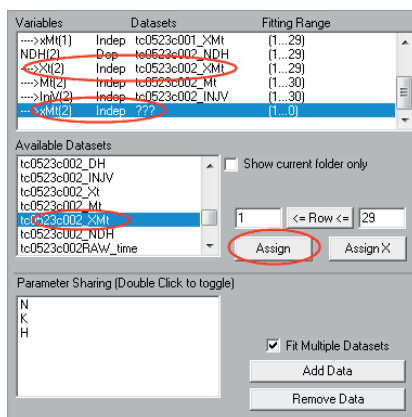 Variables Datasets Fitting Range
---->xMt(1) Indep tc0523c001_XMt (1...29)
NDH(2) Dep tc0523c002_NDH (1...29)
---->Xt(2) Indep tc0523c002_XMt (1...29)
---->Mt(2) Indep tc0523c002_Mt (1...30)
---->InjV(2) Indep tc0523c002_INJV (1...30)
---->xMt(2) Indep ??? (1...0)
Available Datasets
tc0523c002_DH
tc0523c002_INJV
tc0523c002_Xt
tc0523c002_Mt
tc0523c002_XMt
tc0523c002_NDH
tc0523c002RAW_time
Show current folder only
1 <= Row <= 29
Assign Assign X
Parameter Sharing (Double Click to toggle)
N
K
H
Fit Multiple Datasets
Add Data
Remove Data